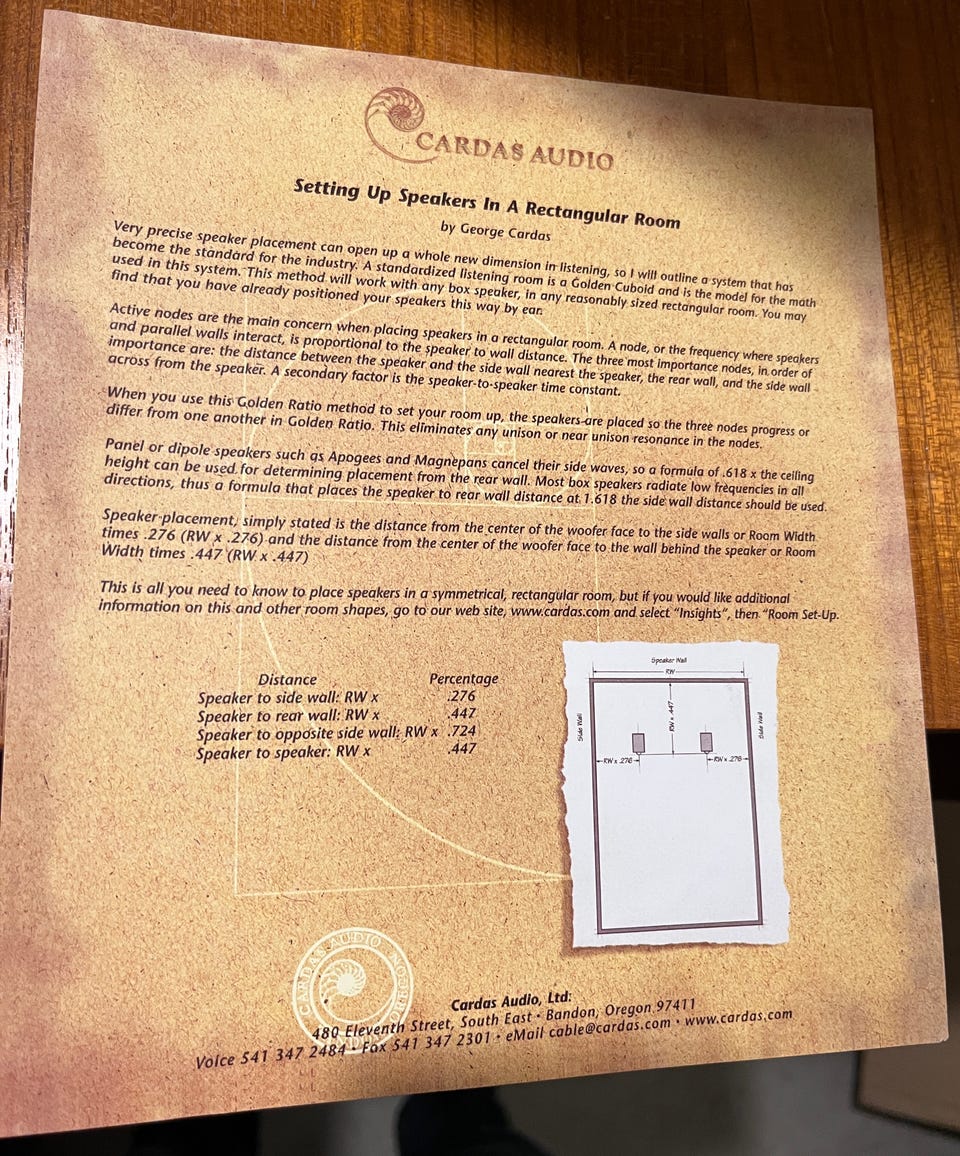 CARDAS AUDIO
Setting Up Speakers In A Rectangular Room
by George Cardas
Very precise speaker placement can open up a whole new dimension in listening, so I will outline a system that has
become the standard for the industry. A standardized listening room is a Golden Cuboid and is the model for the math
used in this system. This method will work with any box speaker, in any reasonably sized rectangular room. You may
find that you have already positioned your speakers this way by ear.
Active nodes are the main concern when placing speakers in a rectangular room. A node, or the frequency where speakers
and parallel walls interact, is proportional to the speaker to wall distance. The three most importance nodes, in order of
importance are: the distance between the speaker and the side wall nearest the speaker, the rear wall, and the side wall
across from the speaker. A secondary factor is the speaker-to-speaker time constant.
When you use this Golden Ratio method to set your room up, the speakers are placed so the three nodes progress or
differ from one another in Golden Ratio. This eliminates any unison or near unison resonance in the nodes.
Panel or dipole speakers such as Apogees and Magnepans cancel their side waves, so a formula of .618 x the ceiling
height can be used for determining placement from the rear wall. Most box speakers radiate low frequencies in all
directions, thus a formula that places the speaker to rear wall distance at 1.618 the side wall distance should be used.
Speaker placement, simply stated is the distance from the center of the woofer face to the side walls or Room Width
times .276 (RW x .276) and the distance from the center of the woofer face to the wall behind the speaker or Room
Width times .447 (RW x .447)
This is all you need to know to place speakers in a symmetrical, rectangular room, but if you would like additional
information on this and other room shapes, go to our web site, www.cardas.com and select "Insights", then "Room Set-Up.
Distance Percentage
Speaker to side wall: RW x .276
Speaker to rear wall: RW x .447
Speaker to opposite side wall: RW x .724
Speaker to speaker: RW x .447
Speaker Wall
RW
Side Wall
RW x .447
Side Wall
RW x .276
RW x .276
CARDAS AUDIO
Cardas Audio, Ltd:
480 Eleventh Street, South East • Bandon, Oregon 97411
Voice 541 347 2484 • Fax 541 347 2301 • eMail cable@cardas.com • www.cardas.com